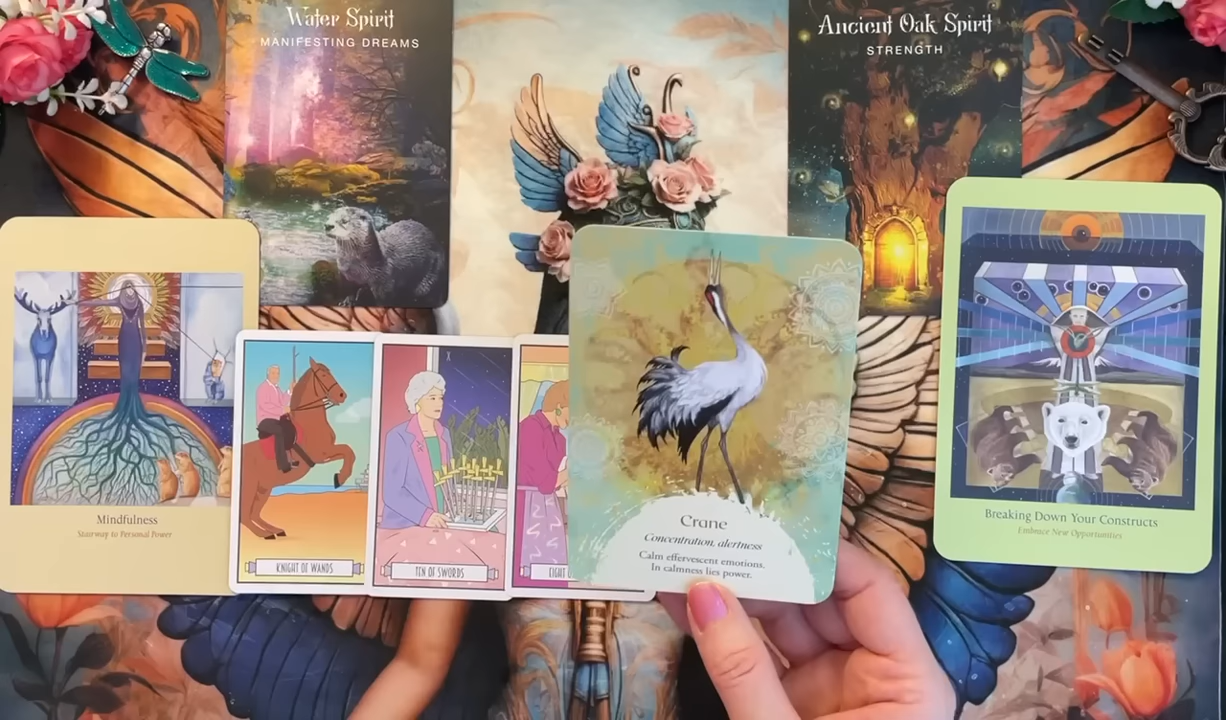 Water Spirit
MANIFESTING DREAMS
Ancient Oak Spirit
STRENGTH
Mindfulness
Stairway to Personal Power
KNIGHT OF WANDS
X
TEN OF SWORDS
EIGHT
Crane
Concentration, alertness
Calm effervescent emotions.
In calmness lies power.
Breaking Down Your Constructs
Embrace New Opportunities